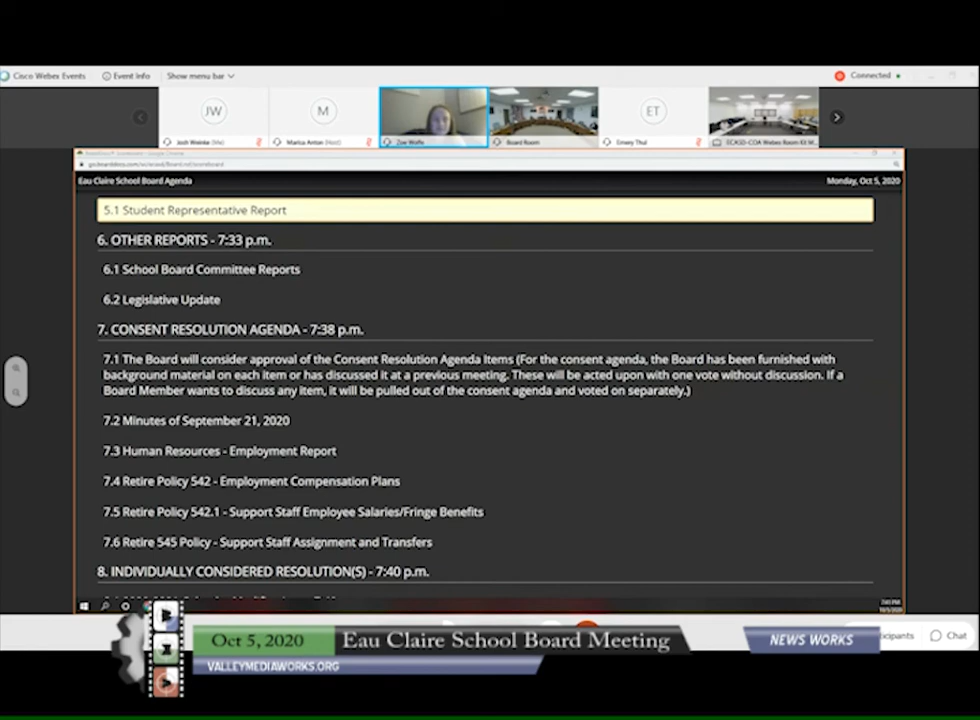 Cisco Webex Events
Event Info
Show menu bar
Connected
JW
M
ET
Josh Weinke (Me)
Marisa Anton (Host)
Zoe Wolfe
Board Room
Emery Thul
ECASD-COA Webex Room Kit M...
Eau Claire School Board Agenda
Monday, Oct 5, 2020
5.1 Student Representative Report
6. OTHER REPORTS - 7:33 p.m.
6.1 School Board Committee Reports
6.2 Legislative Update
7. CONSENT RESOLUTION AGENDA - 7:38 p.m.
7.1 The Board will consider approval of the Consent Resolution Agenda Items (For the consent agenda, the Board has been furnished with
background material on each item or has discussed it at a previous meeting. These will be acted upon with one vote without discussion. If a
Board Member wants to discuss any item, it will be pulled out of the consent agenda and voted on separately.)
7.2 Minutes of September 21, 2020
7.3 Human Resources - Employment Report
7.4 Retire Policy 542 - Employment Compensation Plans
7.5 Retire Policy 542.1 - Support Staff Employee Salaries/Fringe Benefits
7.6 Retire 545 Policy - Support Staff Assignment and Transfers
8. INDIVIDUALLY CONSIDERED RESOLUTION(S) - 7:40 p.m.
icipants
Chat
Oct 5, 2020
Eau Claire School Board Meeting
NEWS WORKS
VALLEYMEDIAWORKS.ORG